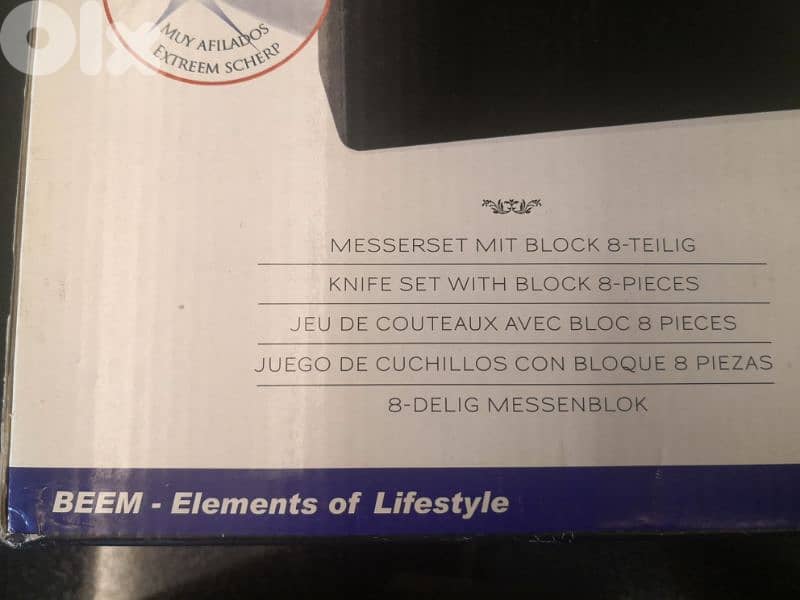 Olx
MUY AFILADOS
EXTREEM SCHERP
MESSERSET MIT BLOCK 8-TEILIG
KNIFE SET WITH BLOCK 8-PIECES
JEU DE COUTEAUX AVEC BLOC 8 PIECES
JUEGO DE CUCHILLOS CON BLOQUE 8 PIEZAS
8-DELIG MESSENBLOK
BEEM - Elements of Lifestyle